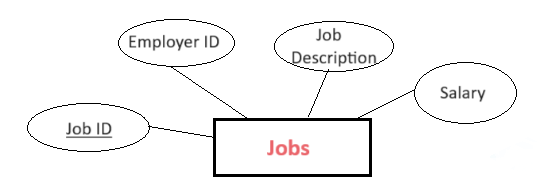 Employer ID
Job
Description
Salary
Job ID
Jobs